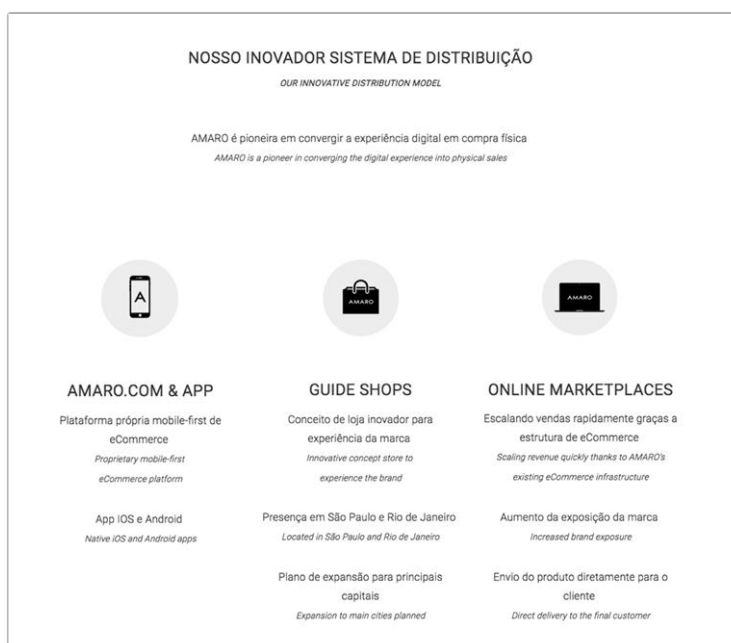 NOSSO INOVADOR SISTEMA DE DISTRIBUIÇÃO
OUR INNOVATIVE DISTRIBUTION MODEL
AMARO é pioneira em convergir a experiência digital em compra física
AMARO is a pioneer in converging the digital experience into physical sales
A
AMARO
AMARO
AMARO.COM & APP
Plataforma própria mobile-first de
eCommerce
Proprietary mobile-first
eCommerce platform
App IOS e Android
Native iOS and Android apps
GUIDE SHOPS
Conceito de loja inovador para
experiência da marca
Innovative concept store to
experience the brand
Presença em São Paulo e Rio de Janeiro
Located in São Paulo and Rio de Janeiro
Plano de expansão para principais
capitais
Expansion to main cities planned
ONLINE MARKETPLACES
Escalando vendas rapidamente graças a
estrutura de eCommerce
Scaling revenue quickly thanks to AMARO's
existing eCommerce infrastructure
Aumento da exposição da marca
Increased brand exposure
Envio do produto diretamente para o
cliente
Direct delivery to the final customer